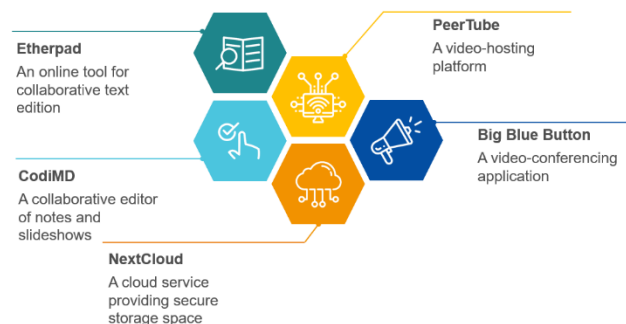 Etherpad
An online tool for
collaborative text
edition
PeerTube
A video-hosting
platform
CodiMD
A collaborative editor
of notes and
slideshows
Big Blue Button
A video-conferencing
application
NextCloud
A cloud service
providing secure
storage space